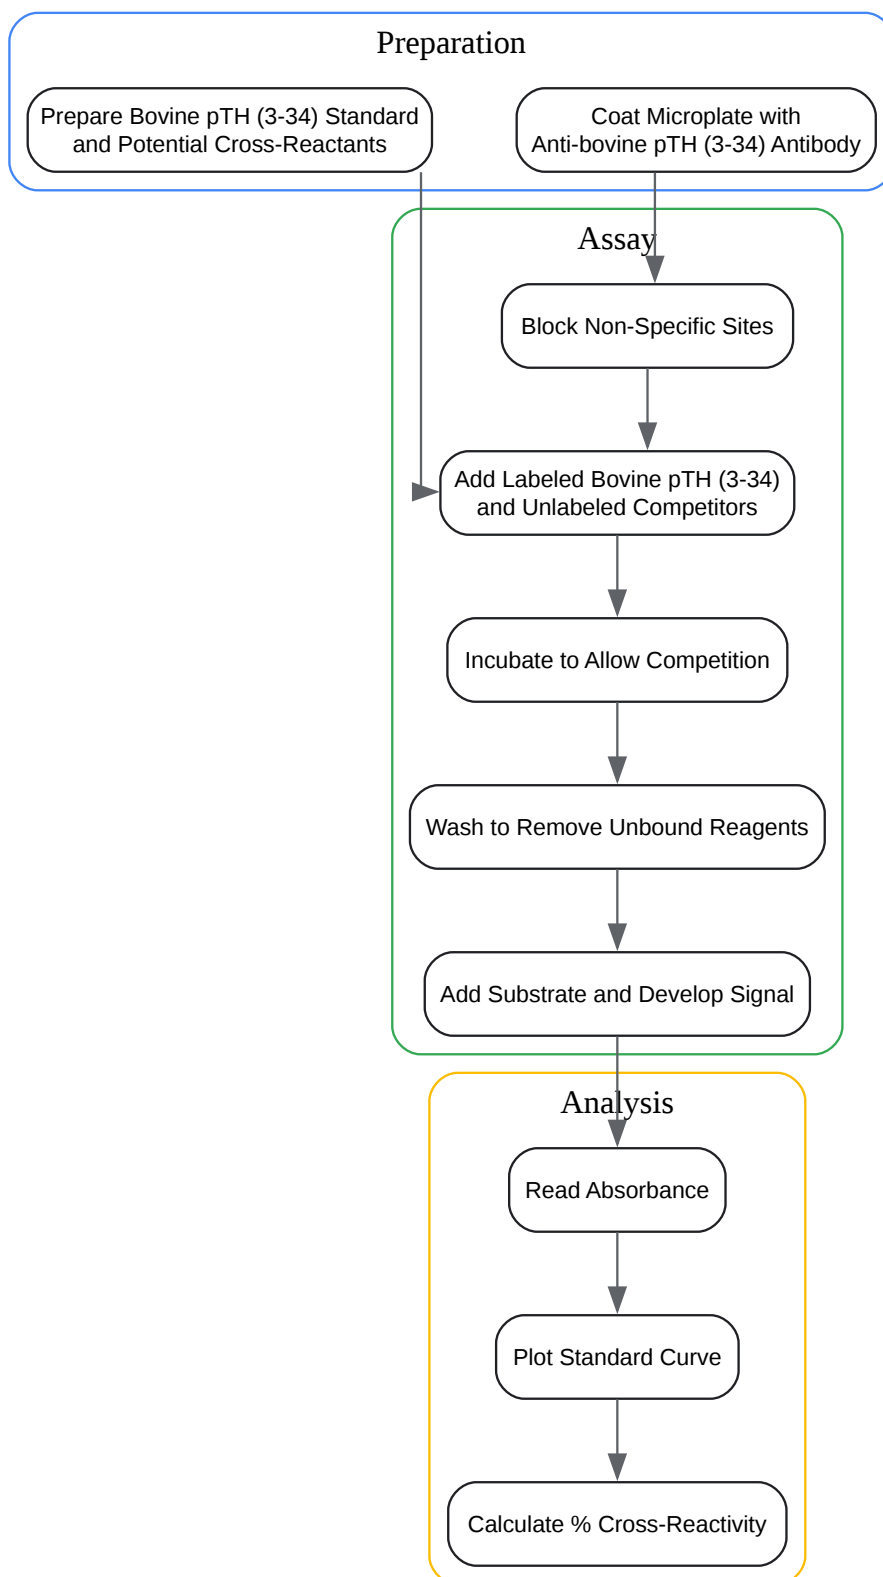 Preparation
Prepare Bovine pTH (3-34) Standard
and Potential Cross-Reactants
Coat Microplate with
Anti-bovine pTH (3-34) Antibody
Assay
Block Non-Specific Sites
Add Labeled Bovine pTH (3-34)
and Unlabeled Competitors
Incubate to Allow Competition
Wash to Remove Unbound Reagents
Add Substrate and Develop Signal
Analysis
Read Absorbance
Plot Standard Curve
Calculate % Cross-Reactivity